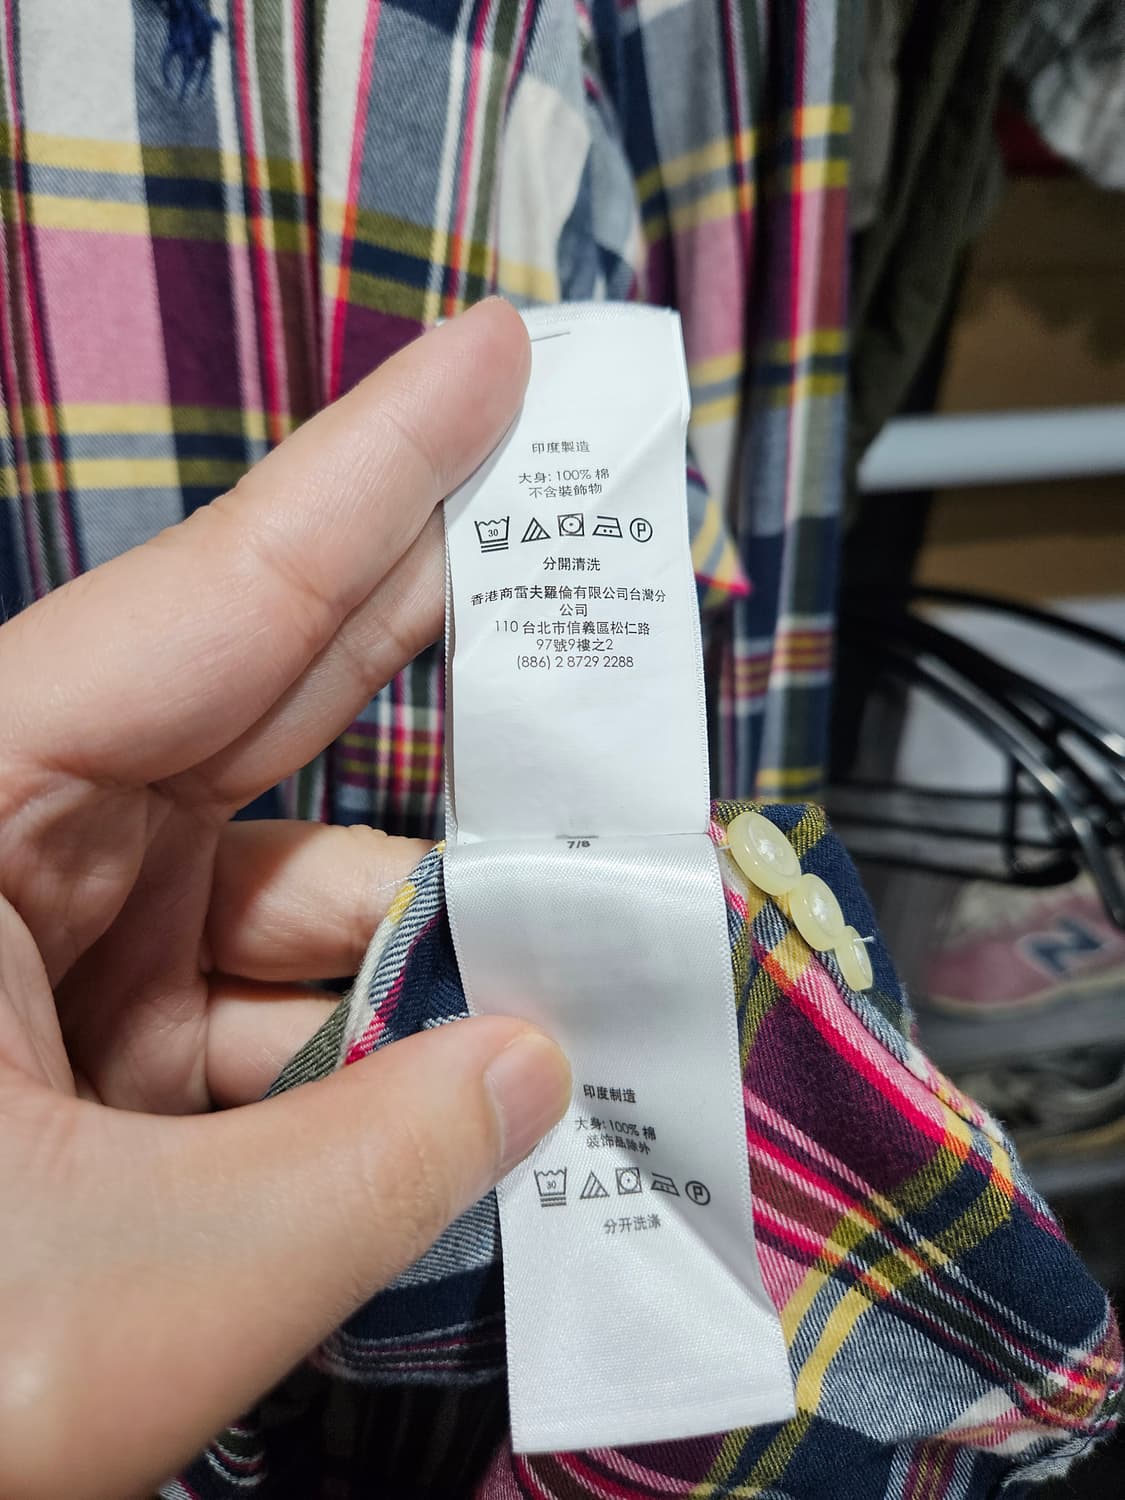 印度製造
大身: 100% 棉
不含裝飾物
30
P
分開清洗
香港商雷夫羅倫有限公司台灣分
公司
110 台北市信義區松仁路
97號9樓之2
(886) 2 8729 2288
7/8
印度制造
大身: 100% 棉
装饰品除外
30
P
分开洗涤
N